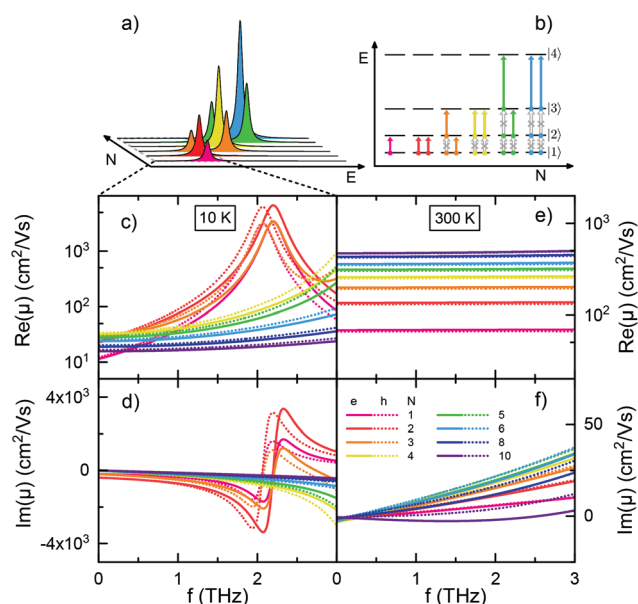 a)
b)
E
|4⟩
|3⟩
|2⟩
|1⟩
N
E
N
c)
10 K
300 K
e)
10³
10²
10¹
Re(μ) (cm²/Vs)
10³
10²
Re(μ) (cm²/Vs)
d)
f)
4x10³
0
-4x10³
Im(μ) (cm²/Vs)
e h N
1
2
3
4
5
6
8
10
50
0
Im(μ) (cm²/Vs)
0 1 2 0 1 2 3
f (THz)
f (THz)